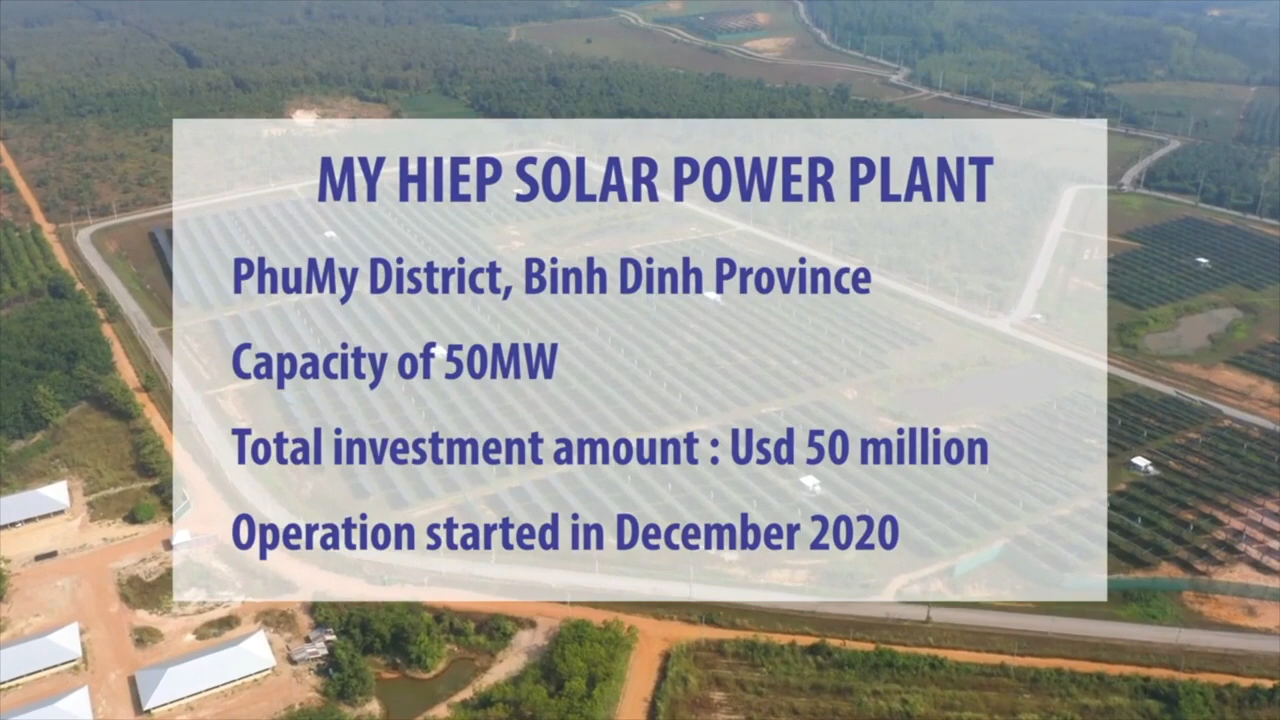 MY HIEP SOLAR POWER PLANT
PhuMy District, Binh Dinh Province
Capacity of 50MW
Total investment amount : Usd 50 million
Operation started in December 2020